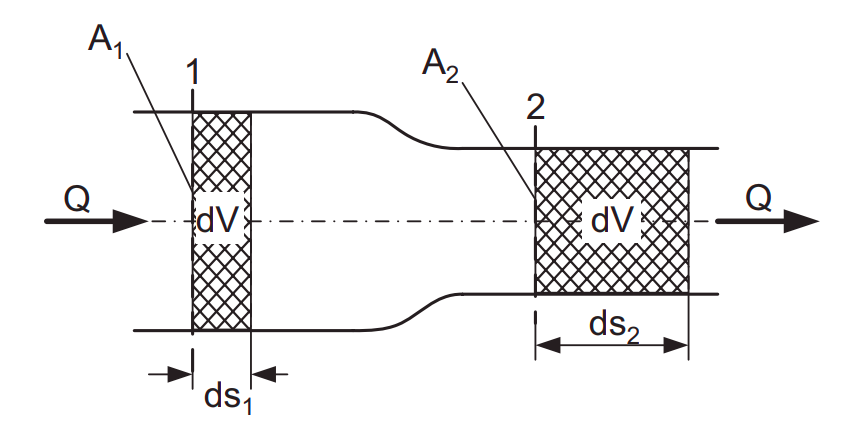 A₁
1
A₂
2
Q
dV
dV
Q
ds₁
ds₂